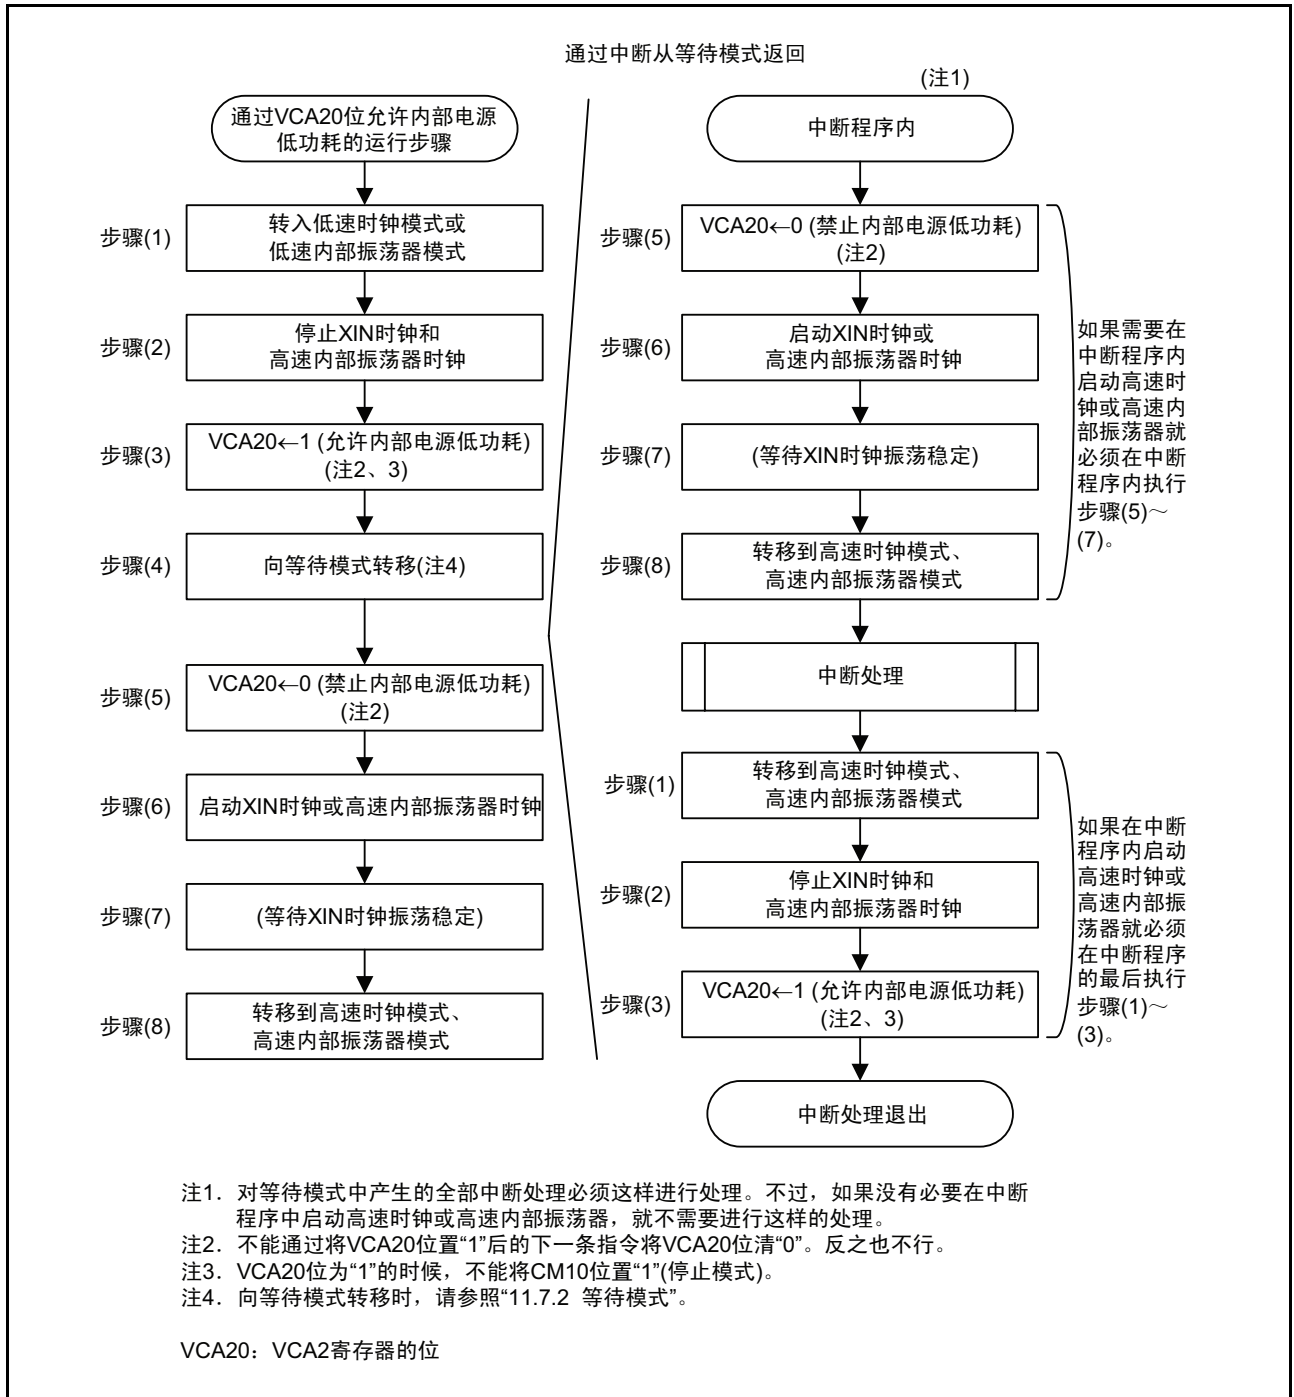 通过中断从等待模式返回
(注1)
通过VCA20位允许内部电源
低功耗的运行步骤
步骤(1)
转入低速时钟模式或
低速内部振荡器模式
步骤(2)
停止XIN时钟和
高速内部振荡器时钟
步骤(3)
VCA20←1 (允许内部电源低功耗)
(注2、3)
步骤(4)
向等待模式转移(注4)
步骤(5)
VCA20←0 (禁止内部电源低功耗)
(注2)
步骤(6)
启动XIN时钟或高速内部振荡器时钟
步骤(7)
(等待XIN时钟振荡稳定)
步骤(8)
转移到高速时钟模式、
高速内部振荡器模式
中断程序内
步骤(5)
VCA20←0 (禁止内部电源低功耗)
(注2)
步骤(6)
启动XIN时钟或
高速内部振荡器时钟
步骤(7)
(等待XIN时钟振荡稳定)
步骤(8)
转移到高速时钟模式、
高速内部振荡器模式
如果需要在
中断程序内
启动高速时
钟或高速内
部振荡器就
必须在中断
程序内执行
步骤(5)～
(7)。
中断处理
步骤(1)
转移到高速时钟模式、
高速内部振荡器模式
步骤(2)
停止XIN时钟和
高速内部振荡器时钟
步骤(3)
VCA20←1 (允许内部电源低功耗)
(注2、3)
如果在中断
程序内启动
高速时钟或
高速内部振
荡器就必须
在中断程序
的最后执行
步骤(1)～
(3)。
中断处理退出
注1. 对等待模式中产生的全部中断处理必须这样进行处理。不过，如果没有必要在中断
程序中启动高速时钟或高速内部振荡器，就不需要进行这样的处理。
注2. 不能通过将VCA20位置“1”后的下一条指令将VCA20位清“0”。反之也不行。
注3. VCA20位为“1”的时候，不能将CM10位置“1”(停止模式)。
注4. 向等待模式转移时，请参照“11.7.2 等待模式”。
VCA20：VCA2寄存器的位